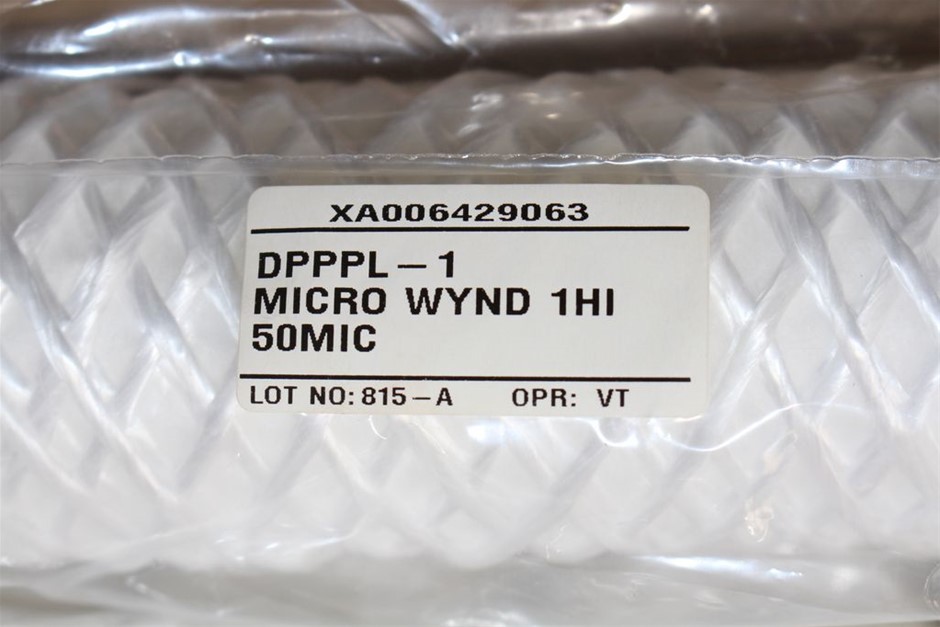 XA006429063
DPPPL-1
MICRO WYND 1HI
50MIC
LOT NO: 815-A OPR: VT